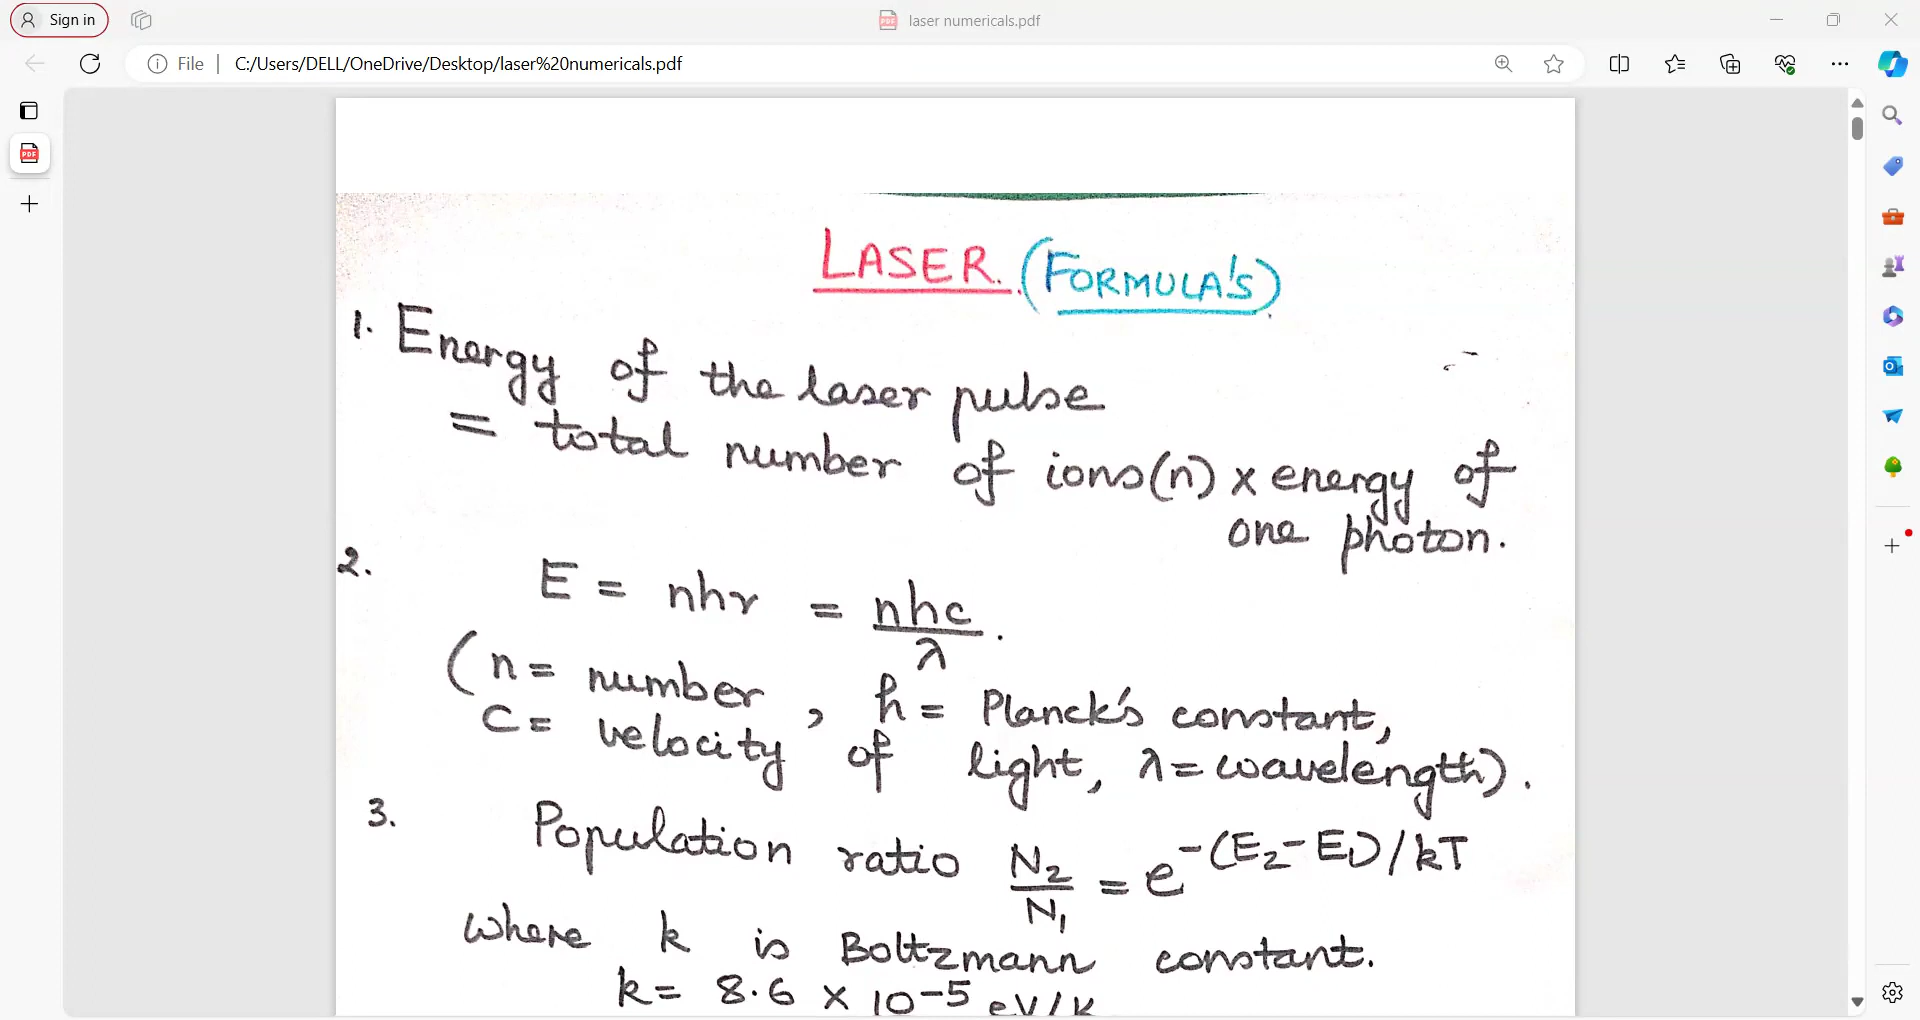 Sign in
laser numericals.pdf
File
C:/Users/DELL/OneDrive/Desktop/laser%20numericals.pdf
LASER. (FORMULA'S)
1. Energy of the laser pulse
= total number of ions(n) x energy of
one photon.
2. E = nhν = nhc/λ.
(n = number, h = Planck's constant,
c = velocity of light, λ = wavelength).
3. Population ratio N₂/N₁ = e^-(E₂-E₁)/kT
where k is Boltzmann constant.
k = 8.6 x 10^-5 eV/K